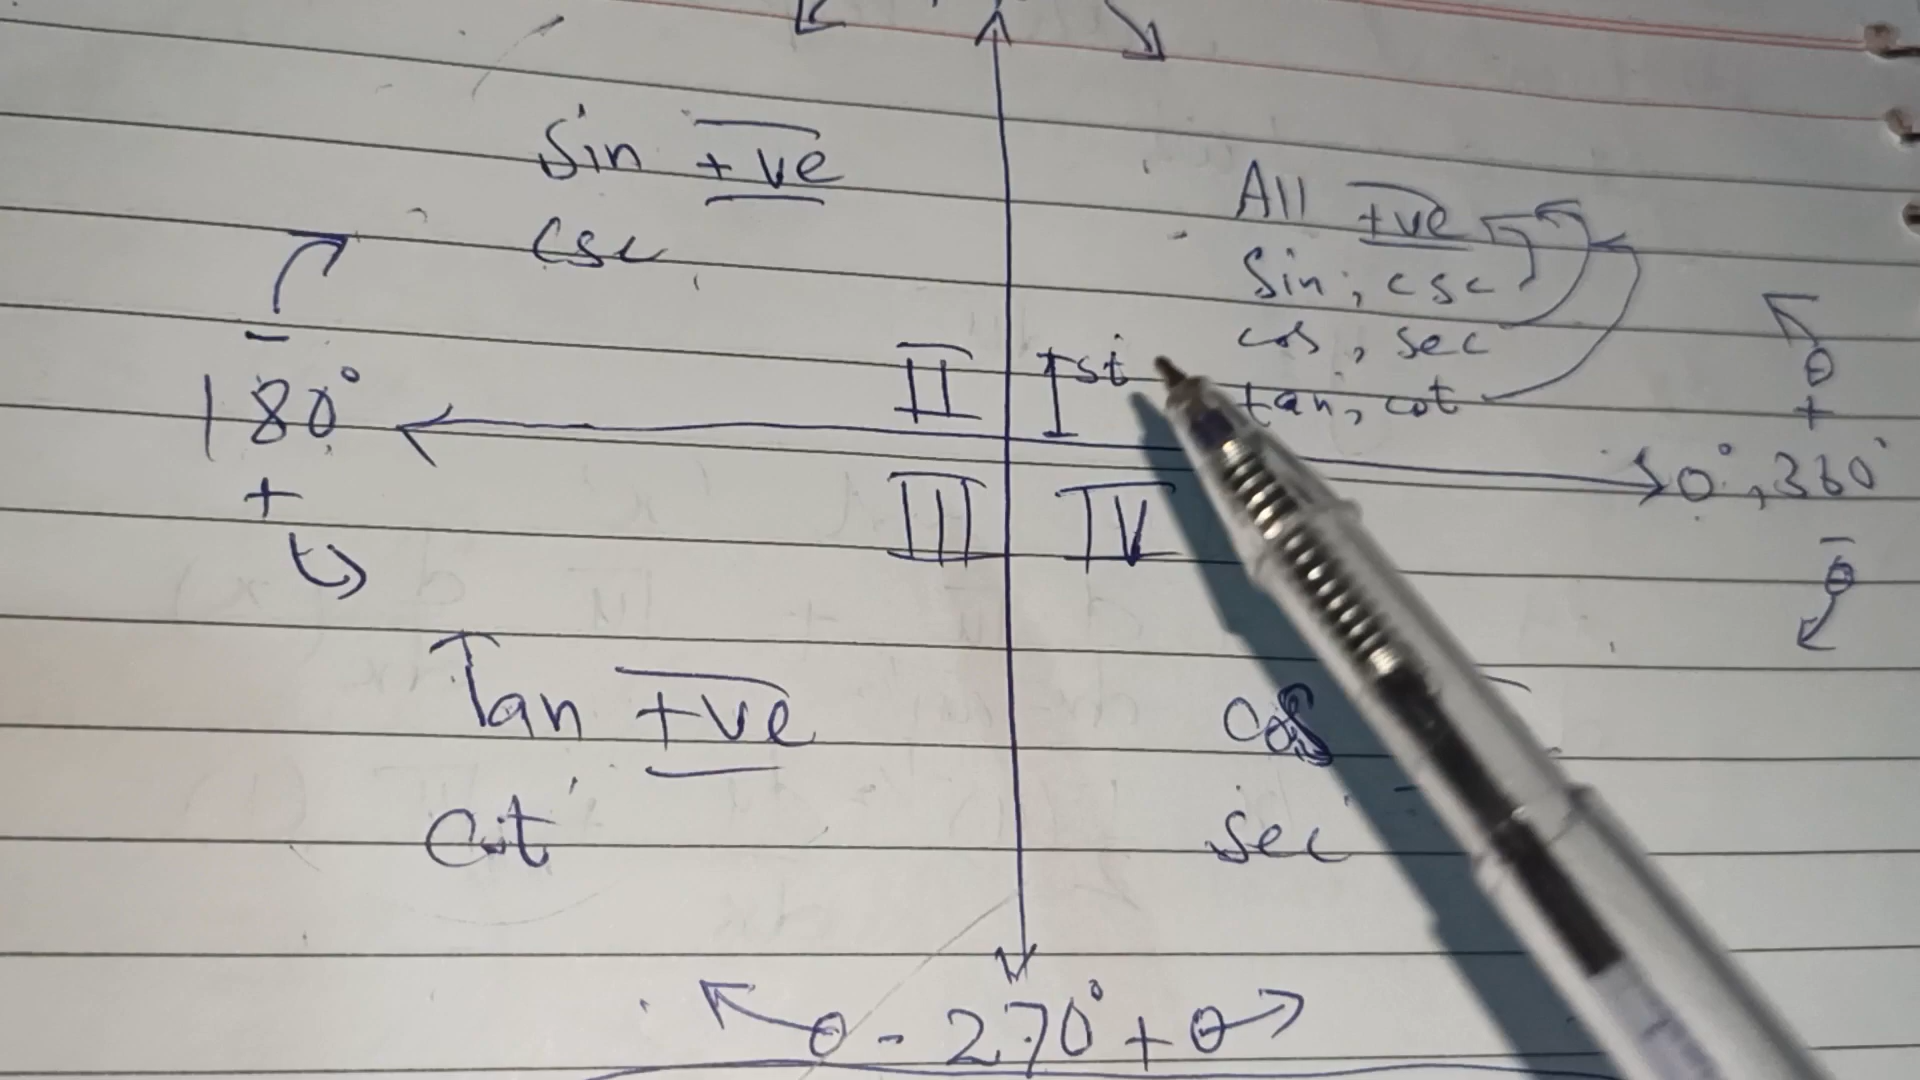 Sin +ve
csc
All +ve
Sin, csc
cos, sec
tan, cot
II
Ist
180°
0°, 360°
θ
+
-
+
III
IV
-
θ
Tan +ve
cot
cos
sec
θ - 270° + θ